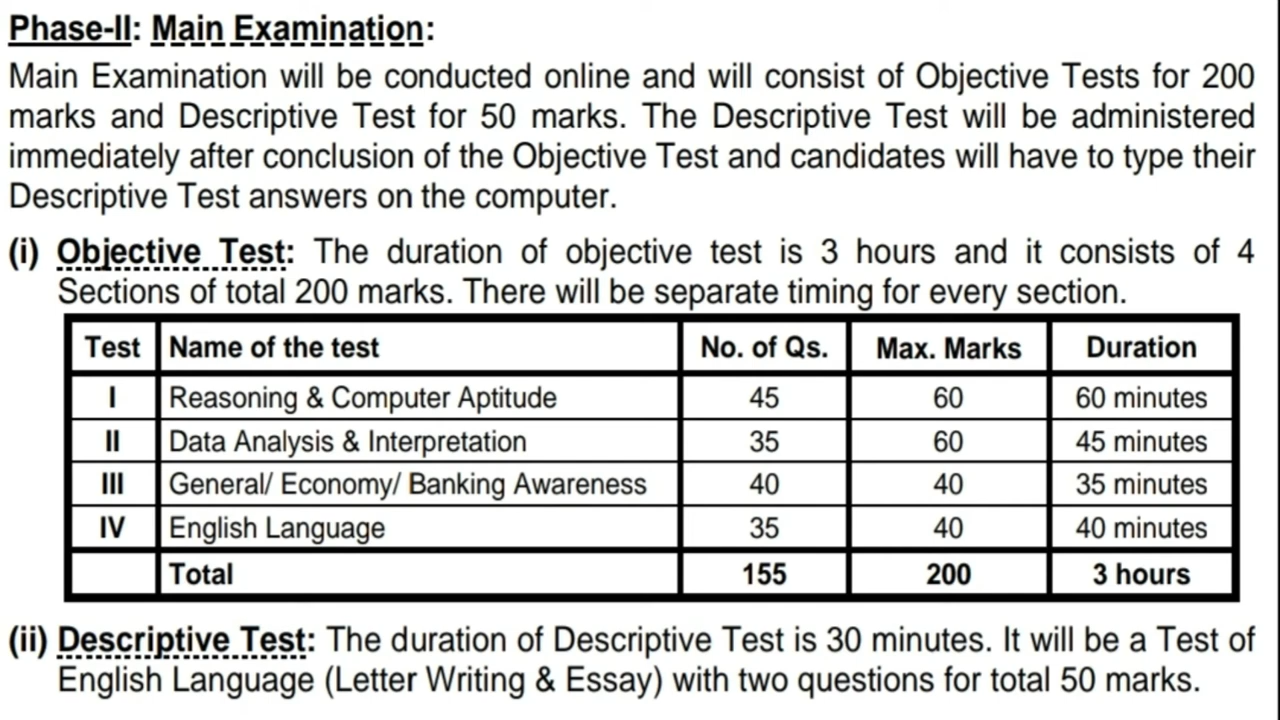 Phase-II: Main Examination:
Main Examination will be conducted online and will consist of Objective Tests for 200
marks and Descriptive Test for 50 marks. The Descriptive Test will be administered
immediately after conclusion of the Objective Test and candidates will have to type their
Descriptive Test answers on the computer.
(i) Objective Test: The duration of objective test is 3 hours and it consists of 4
Sections of total 200 marks. There will be separate timing for every section.
Test Name of the test No. of Qs. Max. Marks Duration
I Reasoning & Computer Aptitude 45 60 60 minutes
II Data Analysis & Interpretation 35 60 45 minutes
III General/ Economy/ Banking Awareness 40 40 35 minutes
IV English Language 35 40 40 minutes
Total 155 200 3 hours
(ii) Descriptive Test: The duration of Descriptive Test is 30 minutes. It will be a Test of
English Language (Letter Writing & Essay) with two questions for total 50 marks.